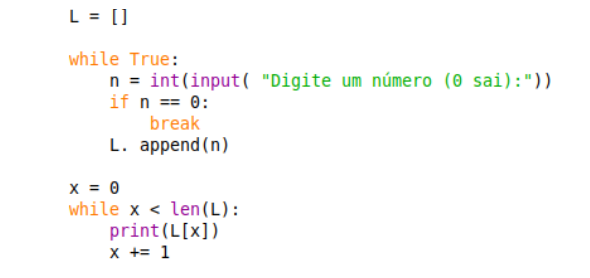 L = []
while True:
    n = int(input( "Digite um número (0 sai):"))
    if n == 0:
        break
    L. append(n)
x = 0
while x < len(L):
    print(L[x])
    x += 1